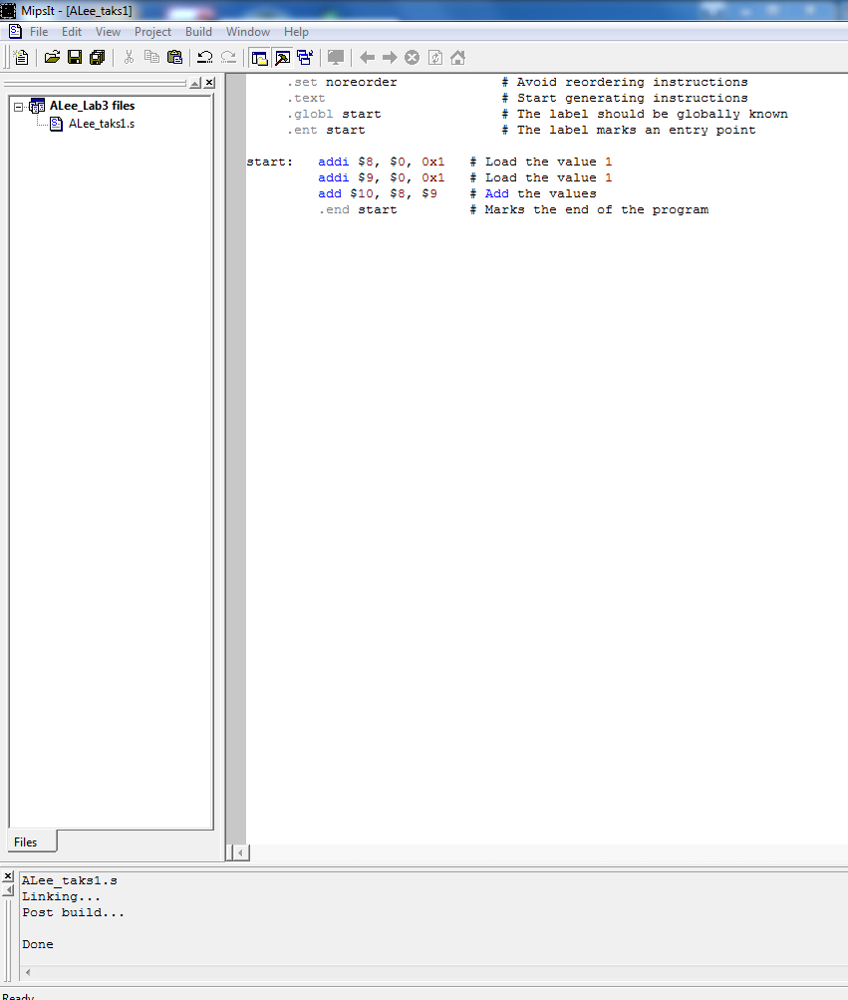 MipsIt - [ALee_taks1]
File Edit View Project Build Window Help
ALee_Lab3 files
ALee_taks1.s
.set noreorder # Avoid reordering instructions
.text # Start generating instructions
.globl start # The label should be globally known
.ent start # The label marks an entry point
start: addi $8, $0, 0x1 # Load the value 1
addi $9, $0, 0x1 # Load the value 1
add $10, $8, $9 # Add the values
.end start # Marks the end of the program
Files
ALee_taks1.s
Linking...
Post build...
Done
Ready